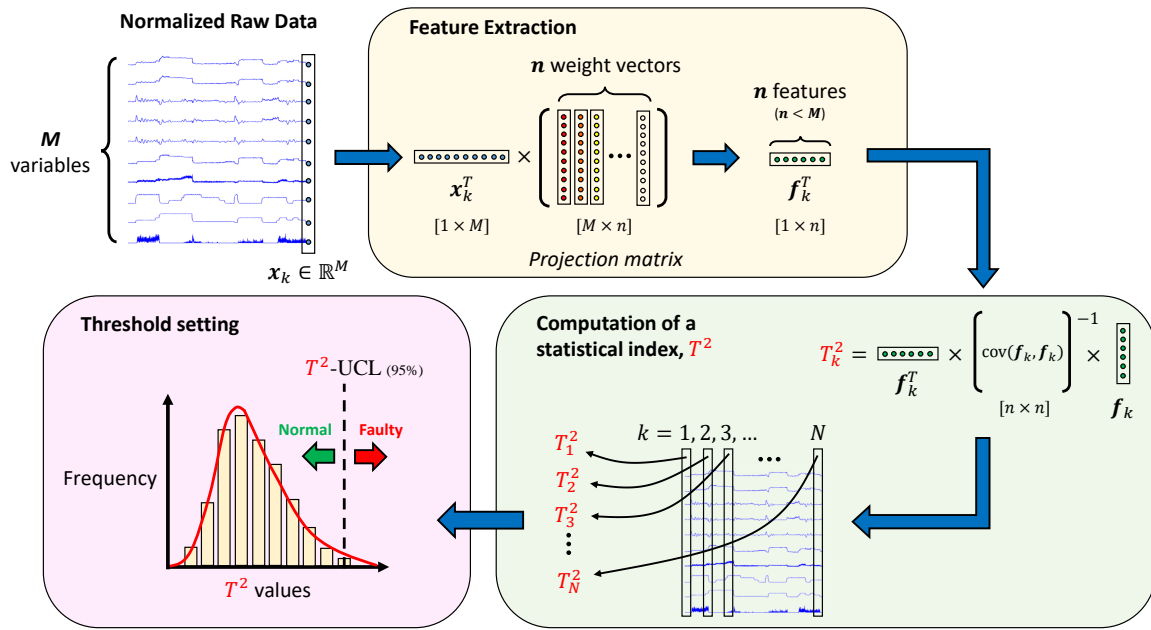 Normalized Raw Data
M
variables
x_k ∈ ℝ^M
Feature Extraction
n weight vectors
n features
(n < M)
×
...
x_k^T
f_k^T
[1 × M]
[M × n]
[1 × n]
Projection matrix
Computation of a
statistical index, T^2
T_k^2 = × cov(f_k, f_k) -1 ×
f_k^T
[n × n]
f_k
k = 1, 2, 3, ... N
...
T_1^2
T_2^2
T_3^2
⋮
T_N^2
Threshold setting
T^2-UCL (95%)
Normal
Faulty
Frequency
T^2 values